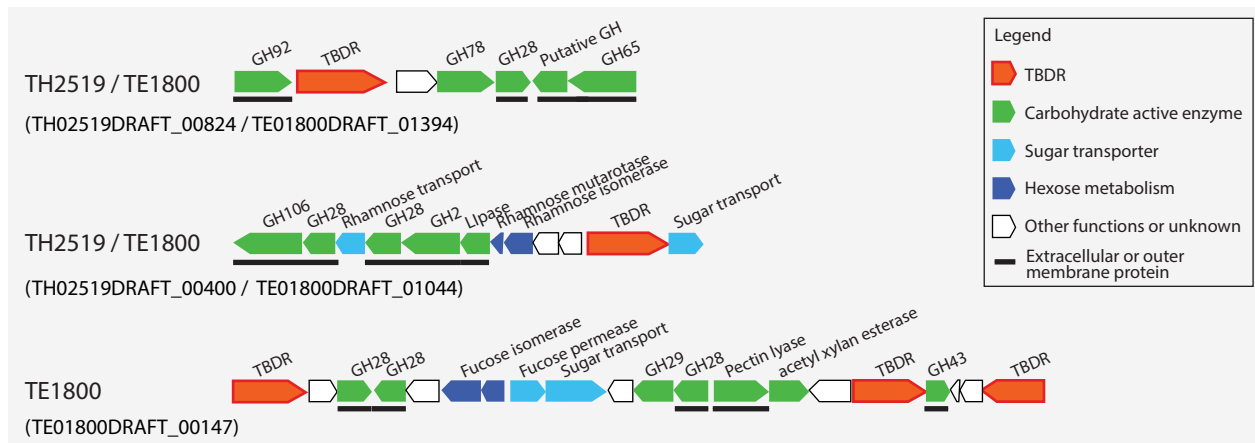 GH92 TBDR GH78 GH28 Putative GH GH65
TH2519 / TE1800
(TH02519DRAFT_00824 / TE01800DRAFT_01394)
GH106 GH28 Rhamnose transport GH28 GH2 LIpase Rhamnose mutarotase Rhamnose isomerase TBDR Sugar transport
TH2519 / TE1800
(TH02519DRAFT_00400 / TE01800DRAFT_01044)
TBDR GH28 GH28 Fucose isomerase Fucose permease Sugar transport GH29 GH28 Pectin lyase acetyl xylan esterase TBDR GH43 TBDR
TE1800
(TE01800DRAFT_00147)
Legend
TBDR
Carbohydrate active enzyme
Sugar transporter
Hexose metabolism
Other functions or unknown
Extracellular or outer
membrane protein